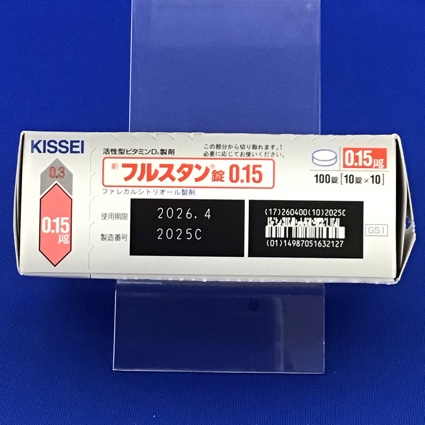 KISSEI
活性型ビタミンD₃製剤
この部分から切り取れます。
必要に応じてお使いください。
劇 フルスタン®錠0.15
0.15μg
100錠[10錠×10]
ファレカルシトリオール製剤
0.3
0.15
μg
使用期限 2026.4
製造番号 2025C
(17)260400(10)2025C
(01)14987051632127
GS1